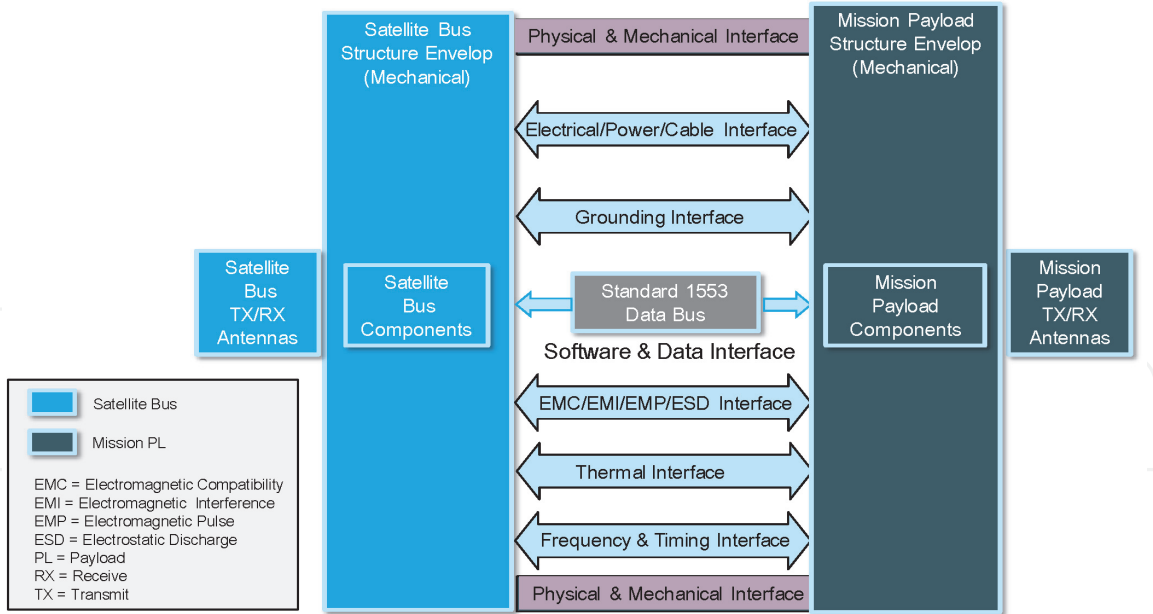 Satellite Bus
Structure Envelop
(Mechanical)
Physical & Mechanical Interface
Mission Payload
Structure Envelop
(Mechanical)
Electrical/Power/Cable Interface
Grounding Interface
Satellite
Bus
TX/RX
Antennas
Satellite
Bus
Components
Standard 1553
Data Bus
Mission
Payload
Components
Mission
Payload
TX/RX
Antennas
Software & Data Interface
EMC/EMI/EMP/ESD Interface
Thermal Interface
Frequency & Timing Interface
Physical & Mechanical Interface
Satellite Bus
Mission PL
EMC = Electromagnetic Compatibility
EMI = Electromagnetic Interference
EMP = Electromagnetic Pulse
ESD = Electrostatic Discharge
PL = Payload
RX = Receive
TX = Transmit